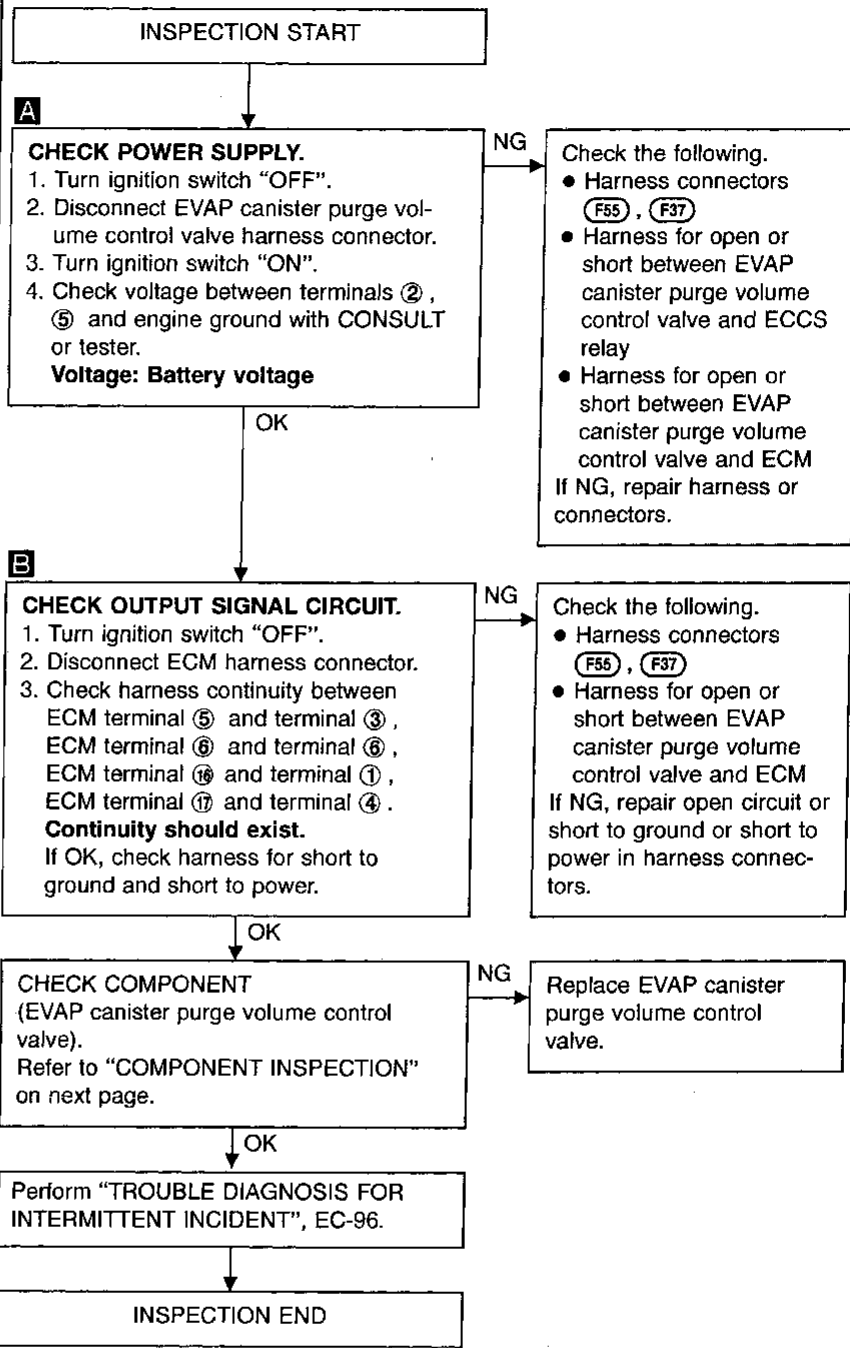 INSPECTION START
A
CHECK POWER SUPPLY.
1. Turn ignition switch “OFF”.
2. Disconnect EVAP canister purge vol-
ume control valve harness connector.
3. Turn ignition switch “ON”.
4. Check voltage between terminals ②,
⑤ and engine ground with CONSULT
or tester.
Voltage: Battery voltage
NG
Check the following.
● Harness connectors
F55, F37
● Harness for open or
short between EVAP
canister purge volume
control valve and ECCS
relay
● Harness for open or
short between EVAP
canister purge volume
control valve and ECM
If NG, repair harness or
connectors.
OK
B
CHECK OUTPUT SIGNAL CIRCUIT.
1. Turn ignition switch “OFF”.
2. Disconnect ECM harness connector.
3. Check harness continuity between
ECM terminal ⑤ and terminal ③,
ECM terminal ⑥ and terminal ⑥,
ECM terminal ⑯ and terminal ①,
ECM terminal ⑰ and terminal ④.
Continuity should exist.
If OK, check harness for short to
ground and short to power.
NG
Check the following.
● Harness connectors
F55, F37
● Harness for open or
short between EVAP
canister purge volume
control valve and ECM
If NG, repair open circuit or
short to ground or short to
power in harness connec-
tors.
OK
CHECK COMPONENT
(EVAP canister purge volume control
valve).
Refer to “COMPONENT INSPECTION”
on next page.
NG
Replace EVAP canister
purge volume control
valve.
OK
Perform “TROUBLE DIAGNOSIS FOR
INTERMITTENT INCIDENT”, EC-96.
INSPECTION END